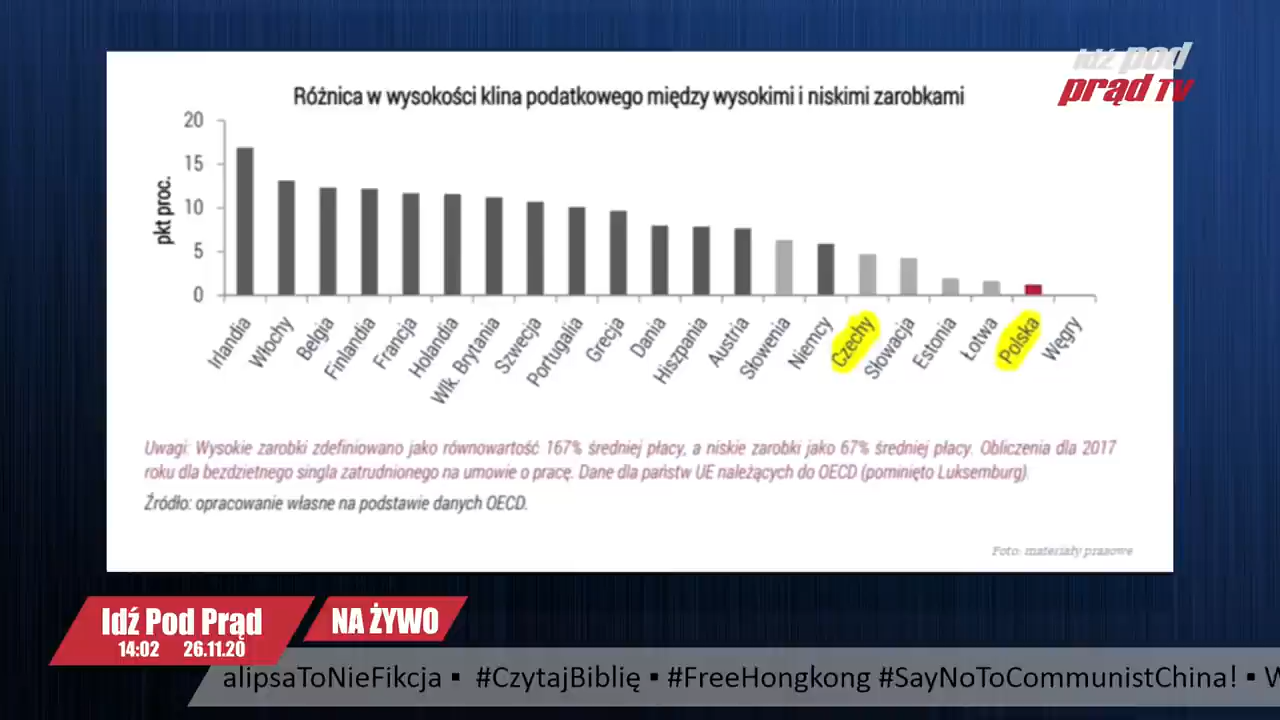 Idź pod
prąd TV
Różnica w wysokości klina podatkowego między wysokimi i niskimi zarobkami
pkt proc.
20
15
10
5
0
Irlandia
Włochy
Belgia
Finlandia
Francja
Holandia
Wlk. Brytania
Szwecja
Portugalia
Grecja
Dania
Hiszpania
Austria
Słowenia
Niemcy
Czechy
Słowacja
Estonia
Łotwa
Polska
Węgry
Uwagi: Wysokie zarobki zdefiniowano jako równowartość 167% średniej płacy, a niskie zarobki jako 67% średniej płacy. Obliczenia dla 2017
roku dla bezdzietnego singla zatrudnionego na umowie o pracę. Dane dla państw UE należących do OECD (pominięto Luksemburg).
Źródło: opracowanie własne na podstawie danych OECD.
Foto: materiały prasowe
Idź Pod Prąd
14:02 26.11.20
NA ŻYWO
alipsaToNieFikcja ▪ #CzytajBiblię ▪ #FreeHongkong #SayNoToCommunistChina! ▪ W